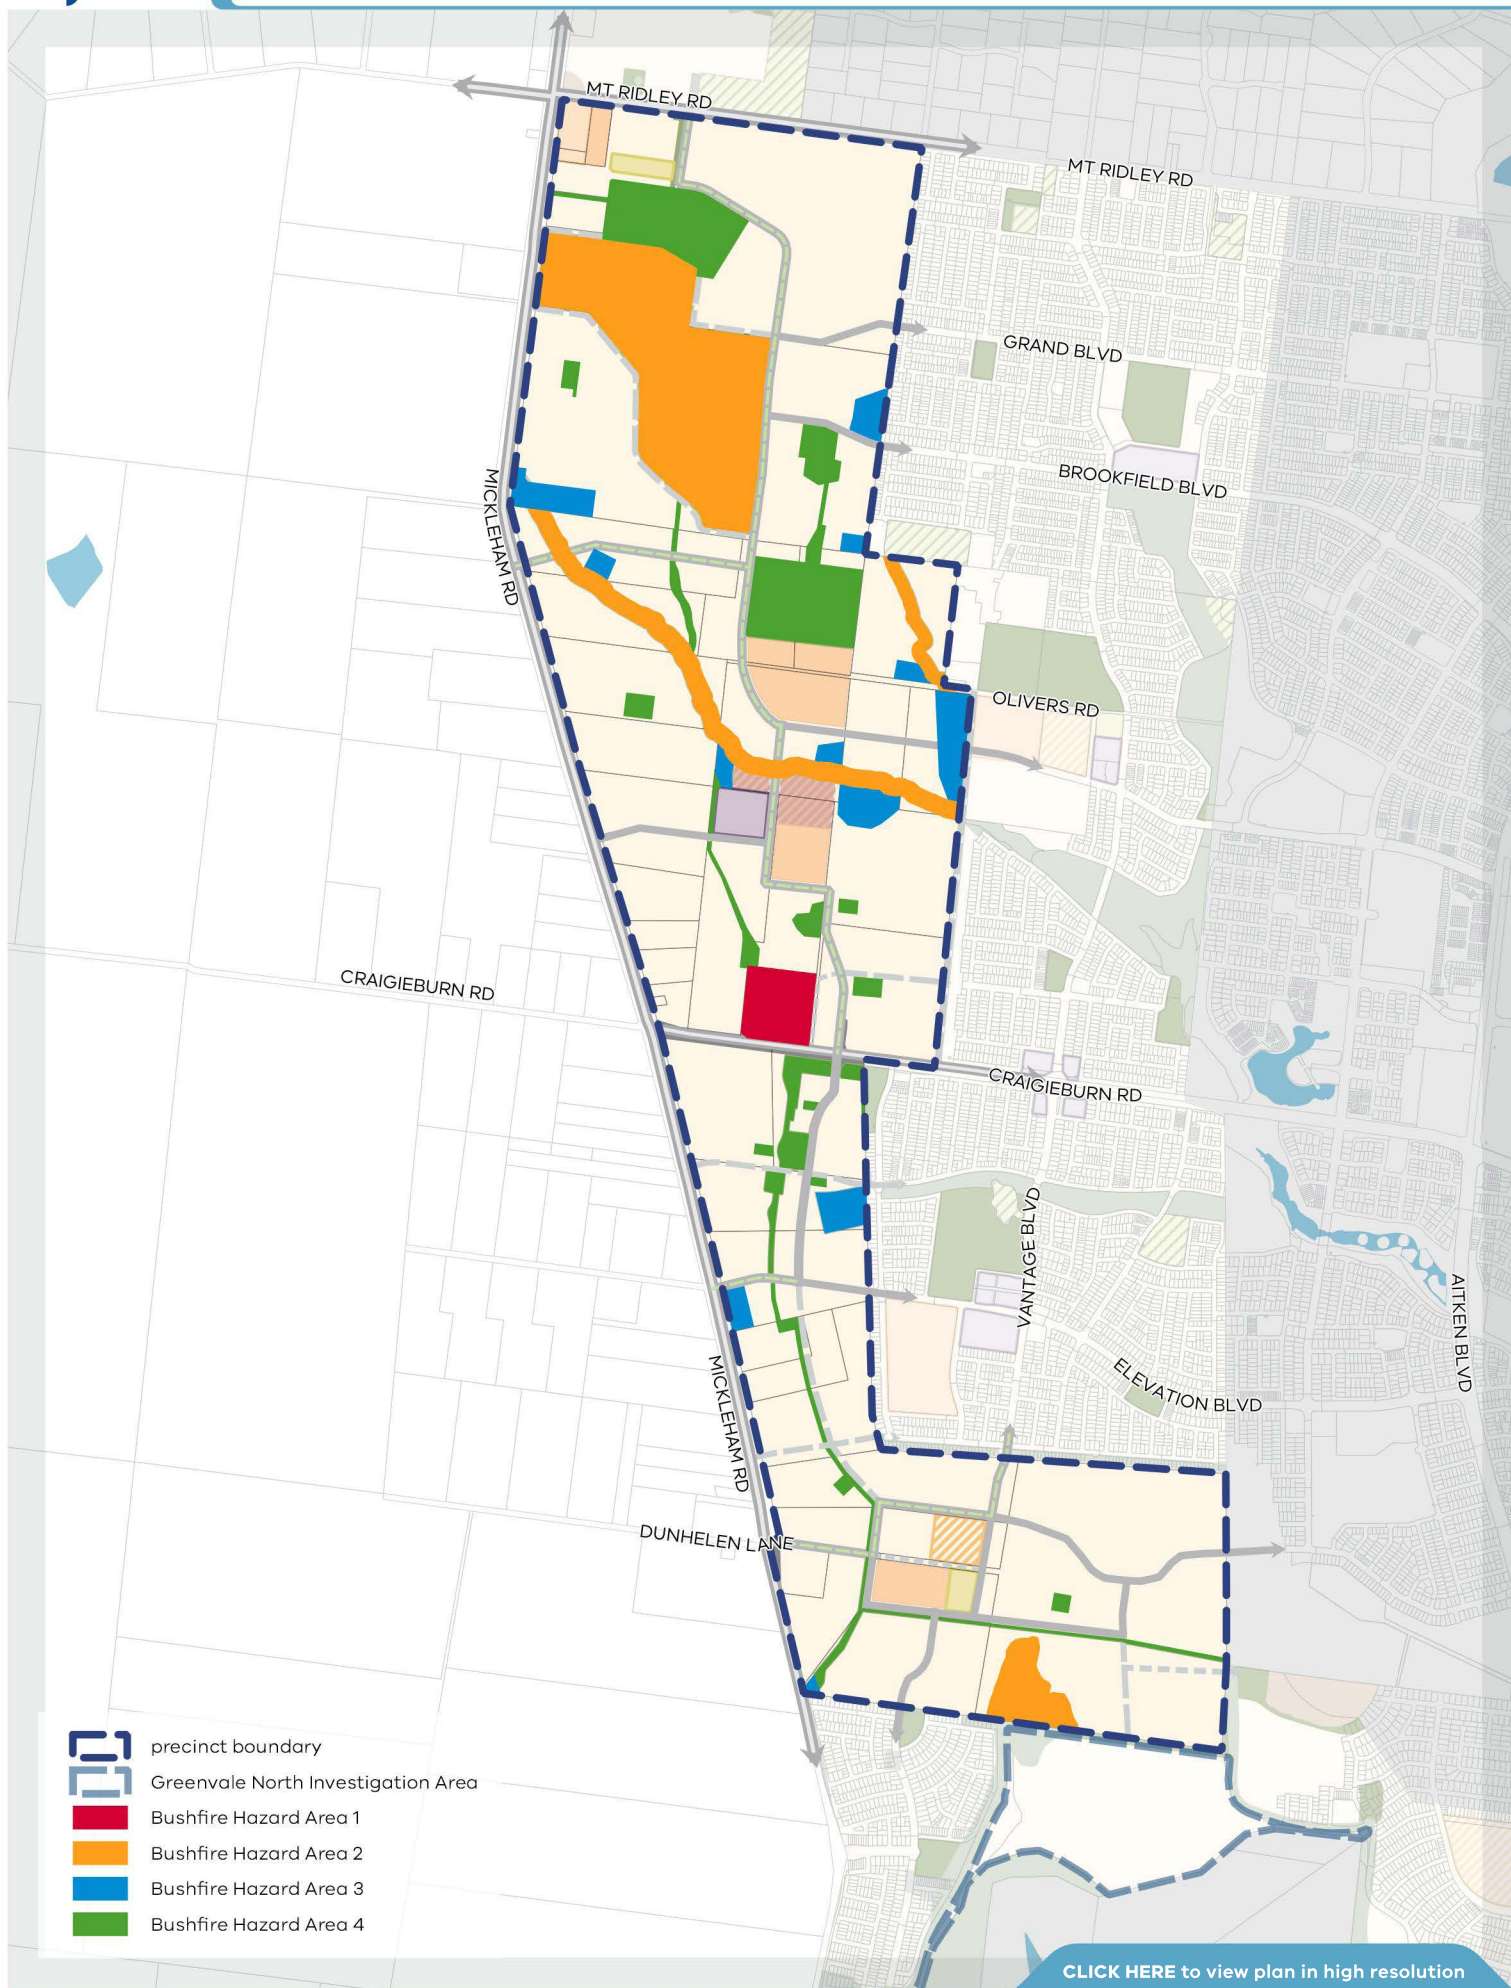 MT RIDLEY RD
MT RIDLEY RD
GRAND BLVD
BROOKFIELD BLVD
MICKLEHAM RD
OLIVERS RD
CRAIGIEBURN RD
CRAIGIEBURN RD
VANTAGE BLVD
AITKEN BLVD
MICKLEHAM RD
ELEVATION BLVD
DUNHELEN LANE
precinct boundary
Greenvale North Investigation Area
Bushfire Hazard Area 1
Bushfire Hazard Area 2
Bushfire Hazard Area 3
Bushfire Hazard Area 4
CLICK HERE to view plan in high resolution